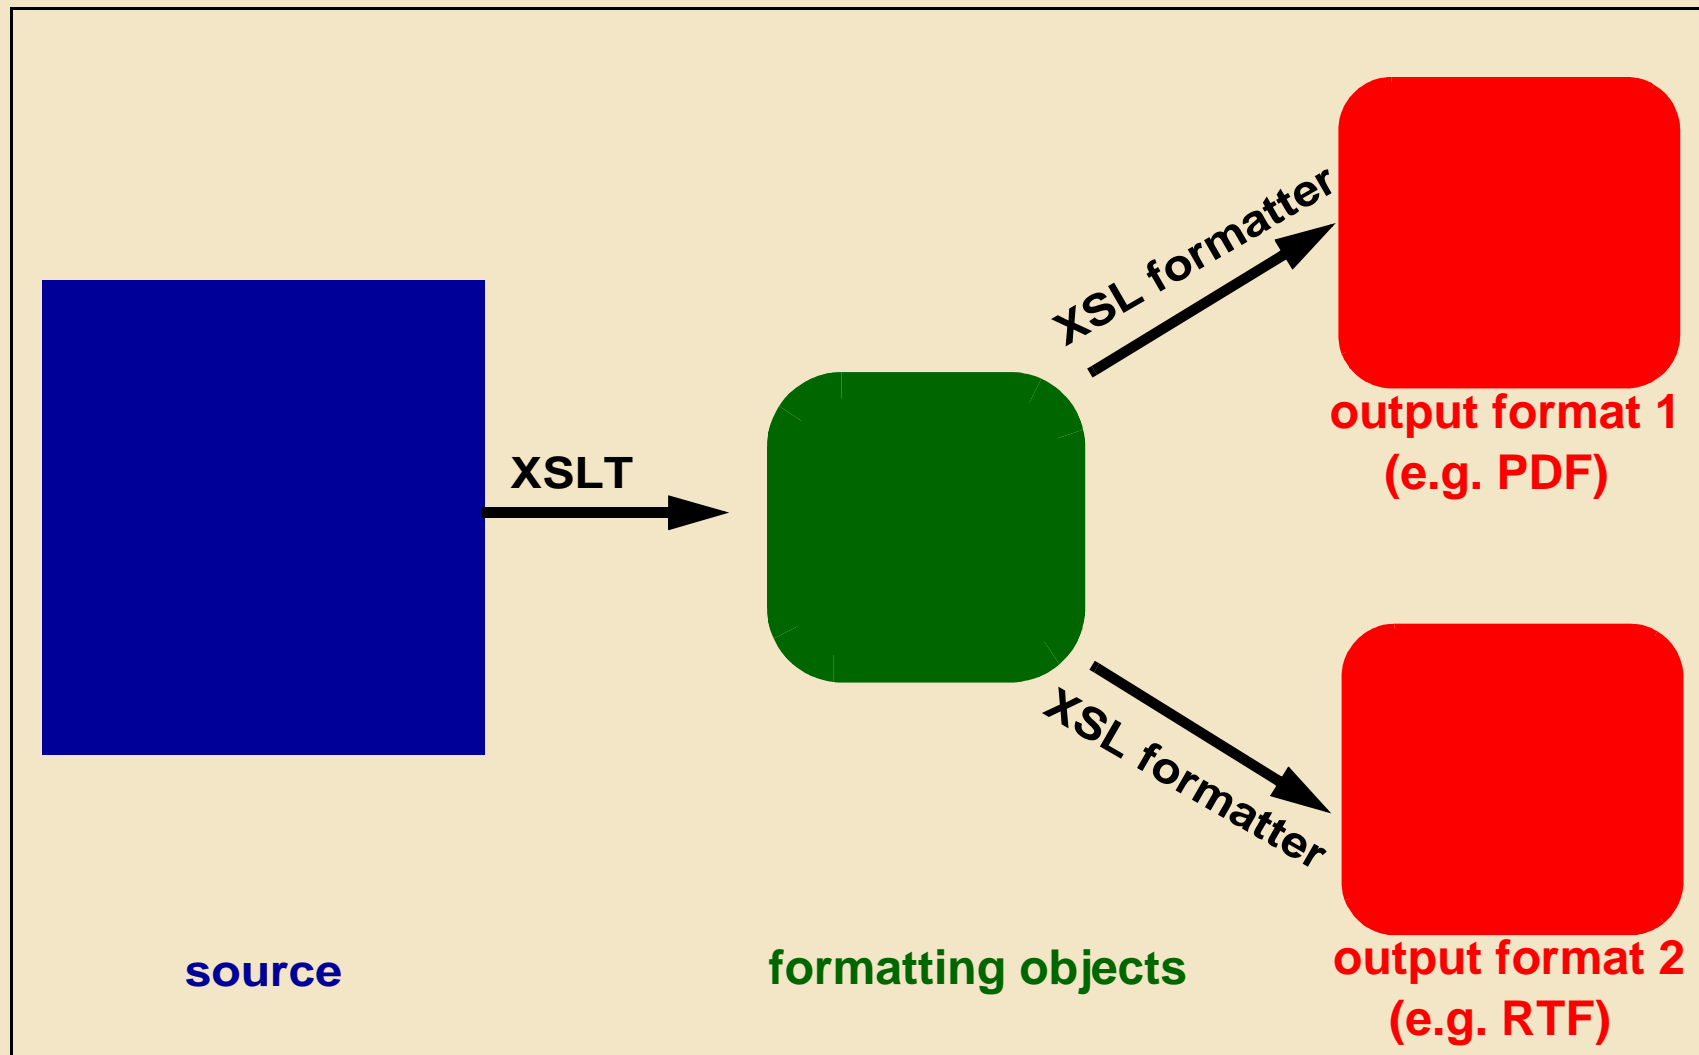 XSL formatter
output format 1
(e.g. PDF)
XSLT
XSL formatter
source
formatting objects
output format 2
(e.g. RTF)